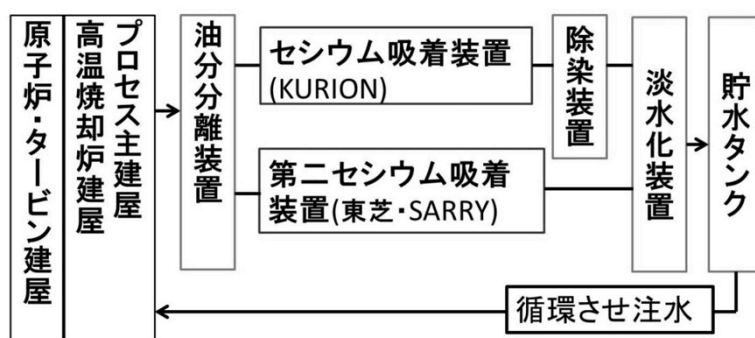 原子炉・タービン建屋
プロセス主建屋
高温焼却炉建屋
油分分離装置
セシウム吸着装置
(KURION)
除染装置
第二セシウム吸着
装置(東芝・SARRY)
淡水化装置
貯水タンク
循環させ注水